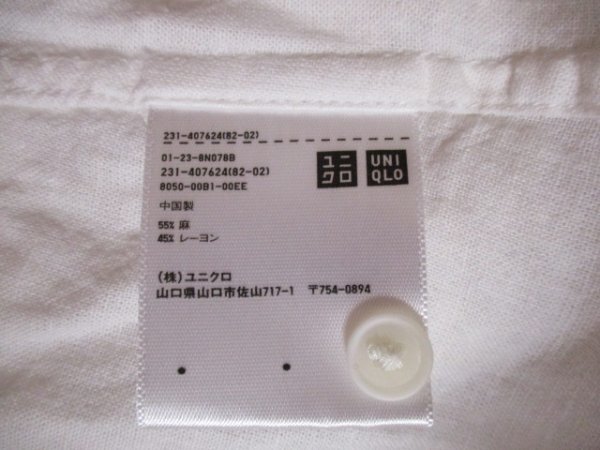 231-407624(82-02)
01-23-8N078B
231-407624(82-02)
8050-00B1-00EE
ユニクロ
UNIQLO
中国製
55% 麻
45% レーヨン
(株)ユニクロ
山口県山口市佐山717-1 〒754-0894